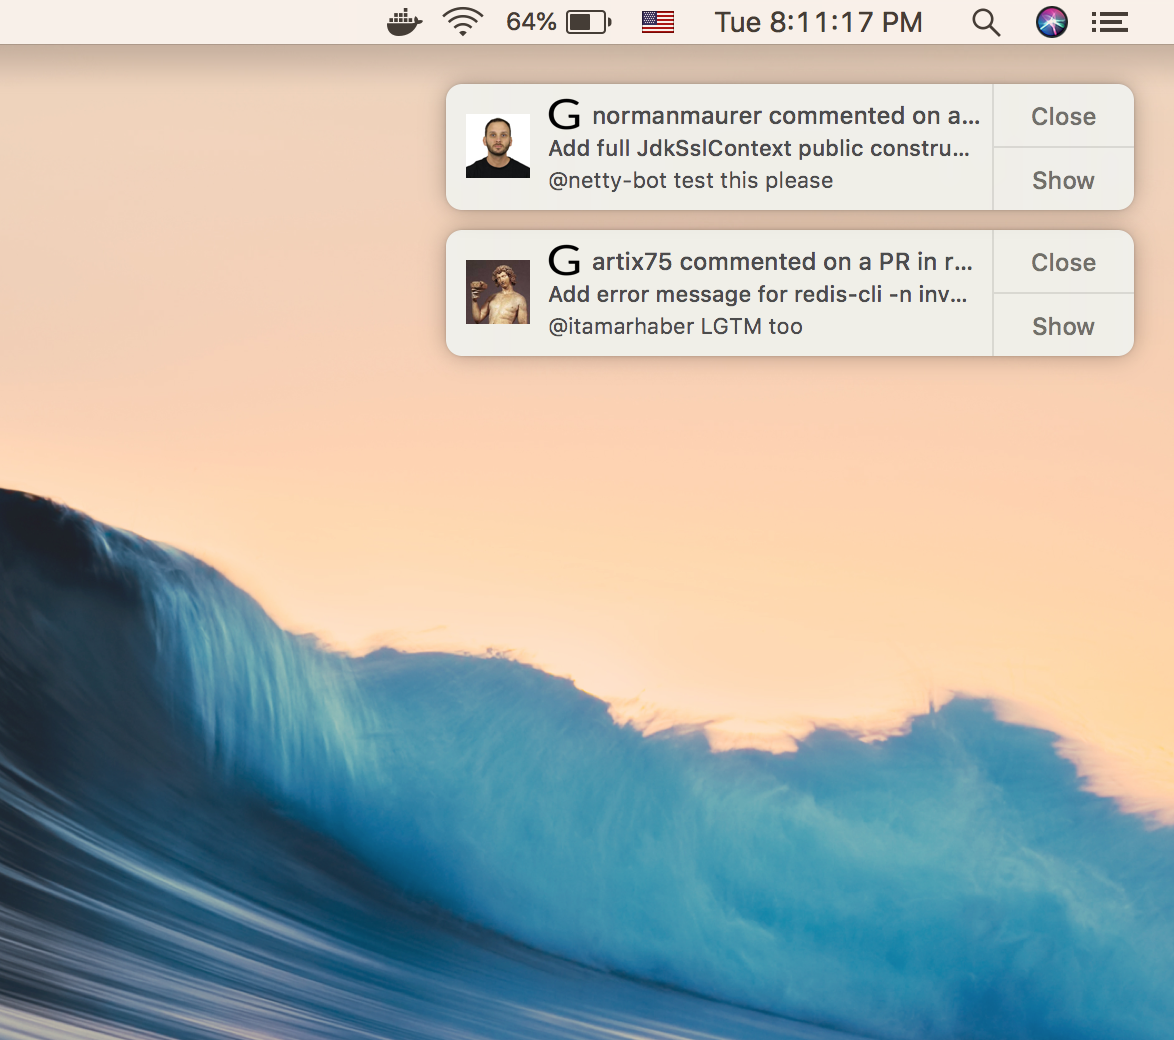 64% Tue 8:11:17 PM
G normanmaurer commented on a...
Add full JdkSslContext public constru...
@netty-bot test this please
Close
Show
G artix75 commented on a PR in r...
Add error message for redis-cli -n inv...
@itamarhaber LGTM too
Close
Show